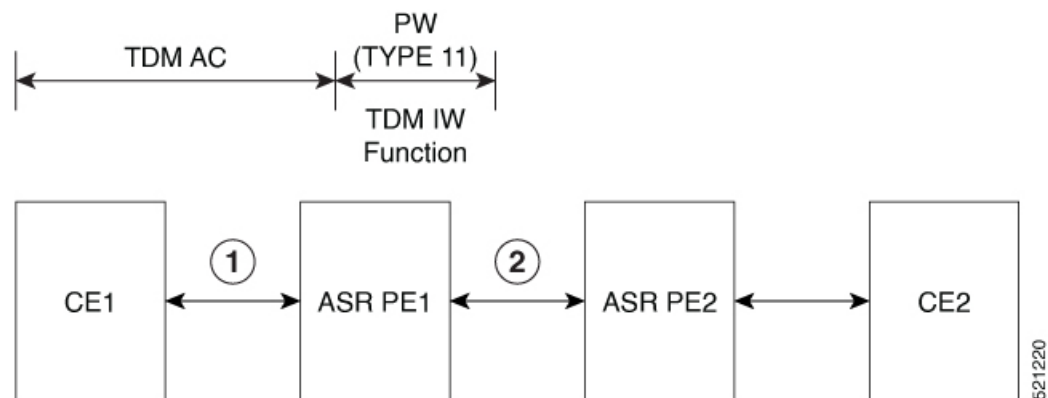 PW
TDM AC
(TYPE 11)
TDM IW
Function
1
2
CE1
ASR PE1
ASR PE2
CE2
521220